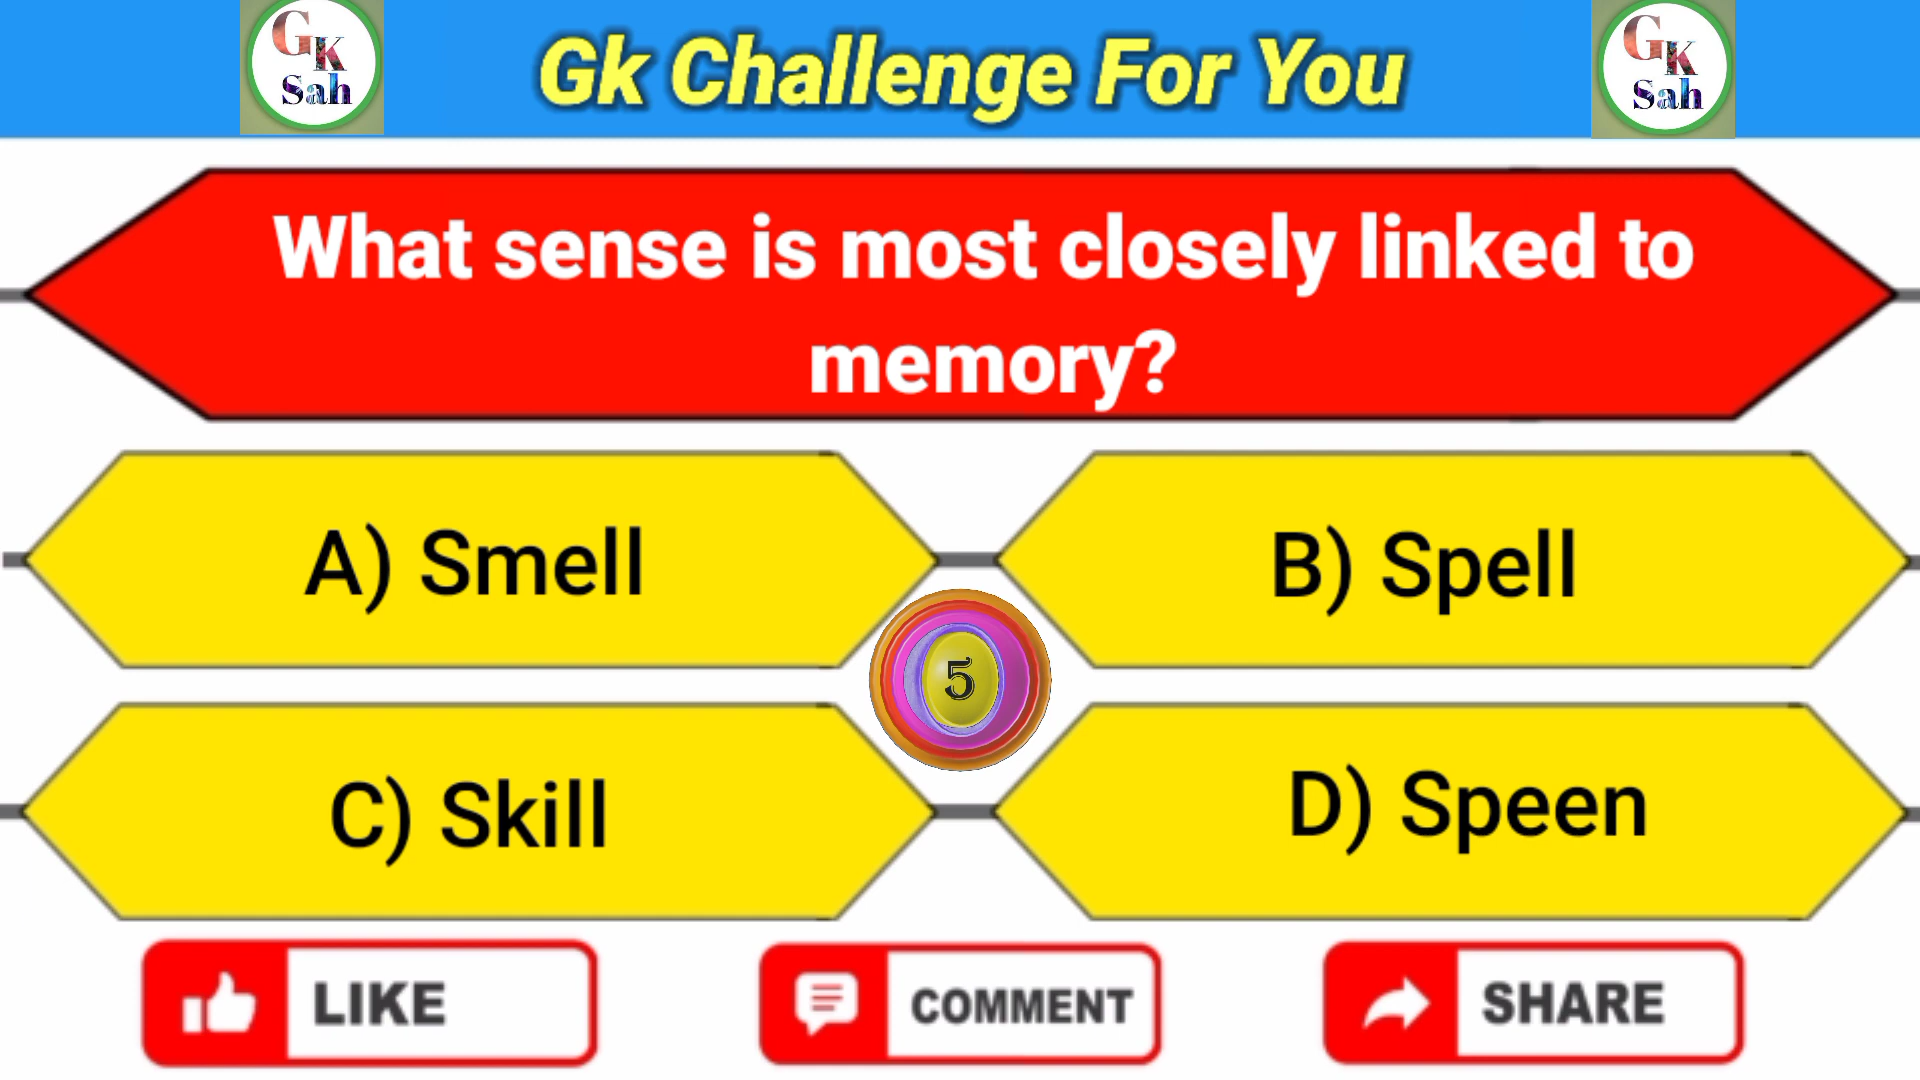 GK
Sah
Gk Challenge For You
GK
Sah
What sense is most closely linked to
memory?
A) Smell
B) Spell
5
C) Skill
D) Speen
LIKE
COMMENT
SHARE